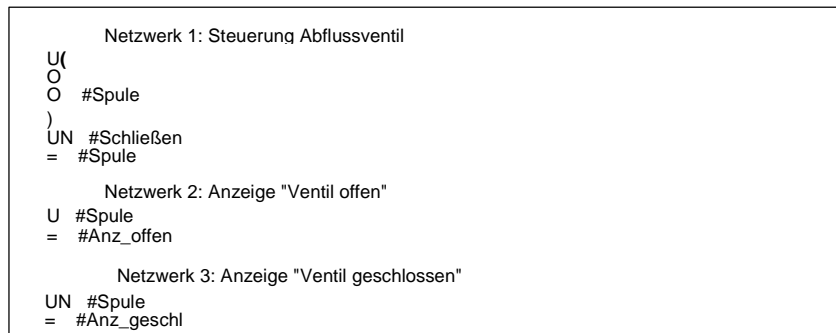 Netzwerk 1: Steuerung Abflussventil
U(
O
O #Spule
)
UN #Schließen
= #Spule
Netzwerk 2: Anzeige "Ventil offen"
U #Spule
= #Anz_offen
Netzwerk 3: Anzeige "Ventil geschlossen"
UN #Spule
= #Anz_geschl